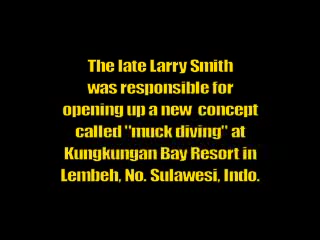 The late Larry Smith
was responsible for
opening up a new concept
called "muck diving" at
Kungkungan Bay Resort in
Lembeh, No. Sulawesi, Indo.